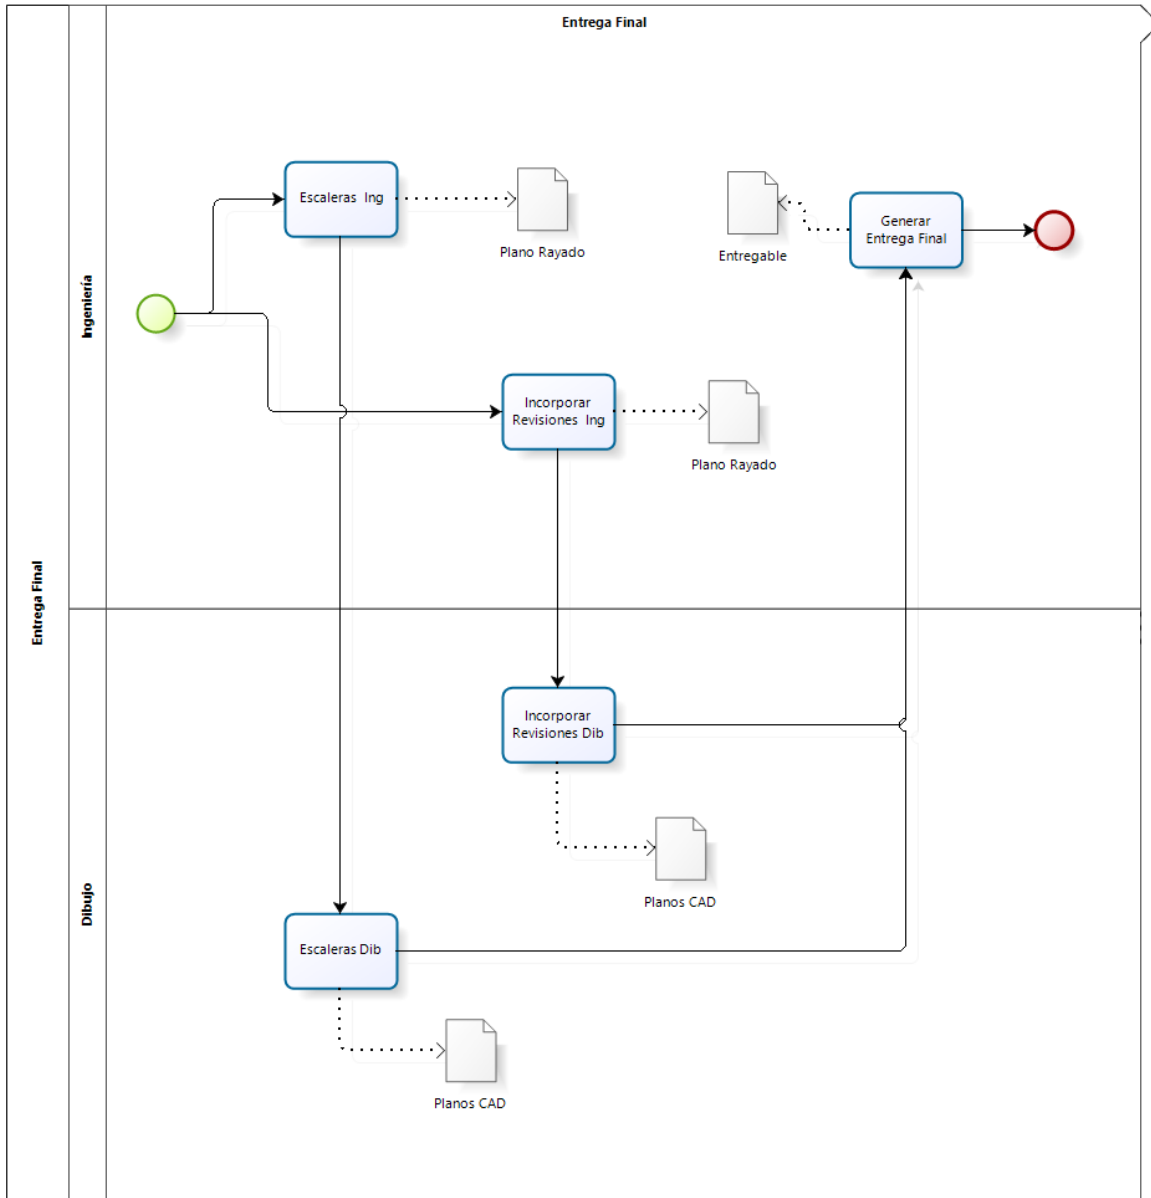 Entrega Final
Entrega Final
Ingeniería
Escaleras Ing
Plano Rayado
Entregable
Generar
Entrega Final
Incorporar
Revisiones Ing
Plano Rayado
Dibujo
Incorporar
Revisiones Dib
Planos CAD
Escaleras Dib
Planos CAD